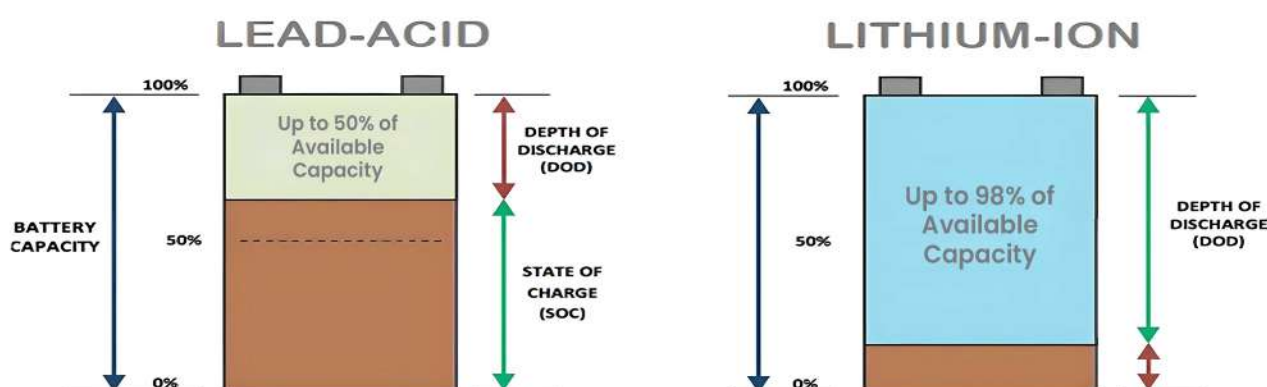 LEAD-ACID
100%
Up to 50% of
Available
Capacity
DEPTH OF
DISCHARGE
(DOD)
BATTERY
CAPACITY
50%
STATE OF
CHARGE
(SOC)
0%
LITHIUM-ION
100%
Up to 98% of
Available
Capacity
DEPTH OF
DISCHARGE
(DOD)
50%
0%